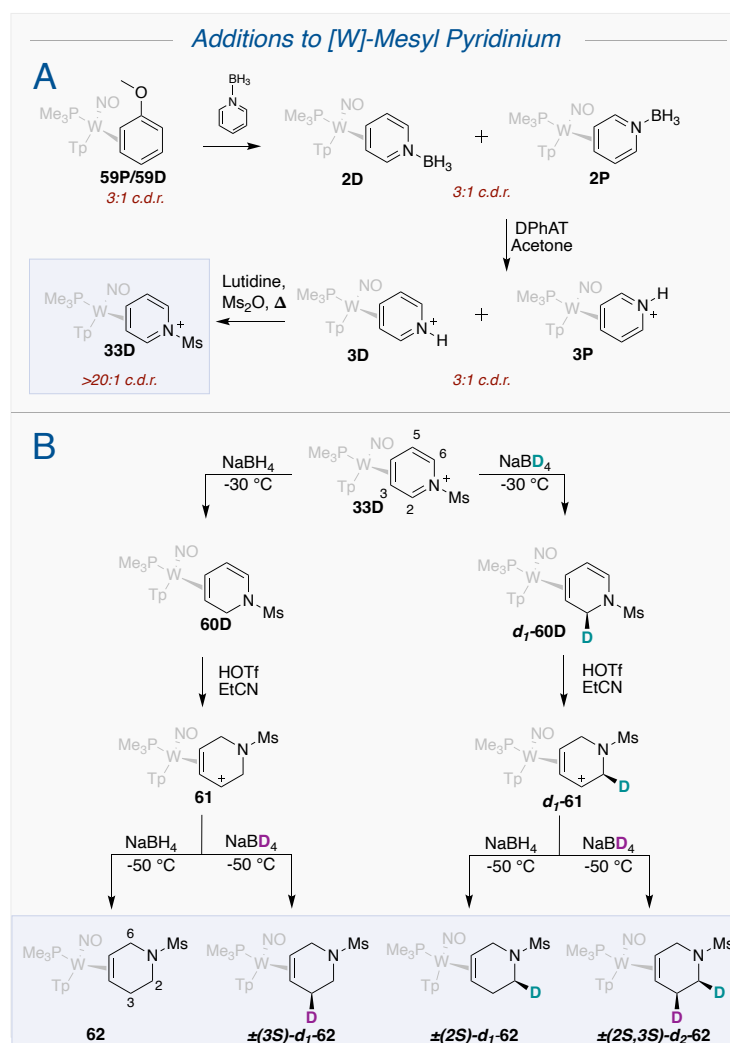 Additions to [W]-Mesyl Pyridinium
A
Me3P
NO
W
Tp
O
59P/59D
3:1 c.d.r.
BH3
N
Me3P
NO
W
Tp
N
BH3
2D
+
3:1 c.d.r.
Me3P
NO
W
Tp
N
BH3
2P
DPhAT
Acetone
Me3P
NO
W
Tp
N
+
Ms
33D
>20:1 c.d.r.
Lutidine,
Ms2O, Δ
Me3P
NO
W
Tp
N
+
H
3D
+
3:1 c.d.r.
Me3P
NO
W
Tp
H
N
+
3P
B
NaBH4
-30 °C
Me3P
NO
W
Tp
5
6
3
2
N
+
Ms
33D
NaBD4
-30 °C
Me3P
NO
W
Tp
N
Ms
60D
Me3P
NO
W
Tp
N
Ms
D
d1-60D
HOTf
EtCN
HOTf
EtCN
Me3P
NO
W
Tp
N
Ms
+
61
Me3P
NO
W
Tp
N
Ms
+
D
d1-61
NaBH4
-50 °C
NaBD4
-50 °C
NaBH4
-50 °C
NaBD4
-50 °C
Me3P
NO
W
Tp
6
N
Ms
2
3
62
Me3P
NO
W
Tp
N
Ms
D
±(3S)-d1-62
Me3P
NO
W
Tp
N
Ms
D
±(2S)-d1-62
Me3P
NO
W
Tp
N
Ms
D
D
±(2S,3S)-d2-62